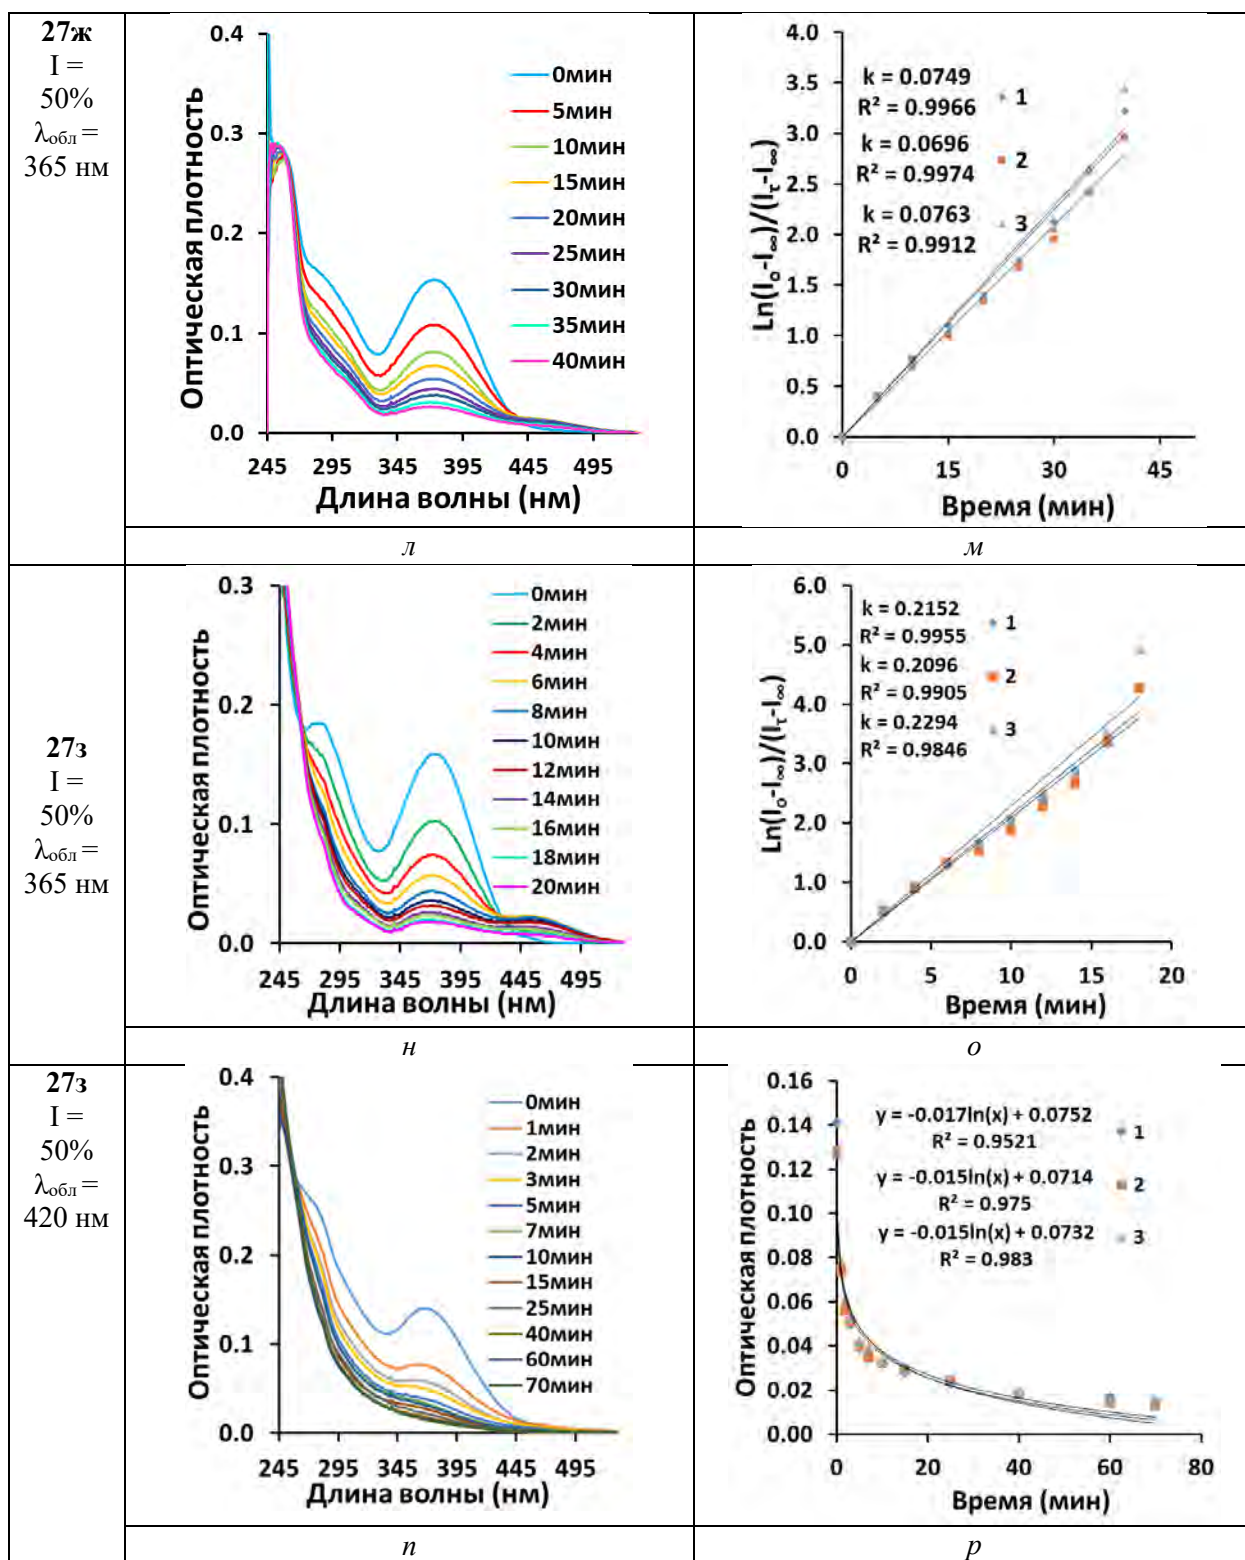 27ж
I =
50%
λобл =
365 нм
Оптическая плотность
0.4
0.3
0.2
0.1
0.0
245 295 345 395 445 495
Длина волны (нм)
0мин
5мин
10мин
15мин
20мин
25мин
30мин
35мин
40мин
Ln(I₀-I∞)/(Iτ-I∞)
4.0
3.5
3.0
2.5
2.0
1.5
1.0
0.5
0.0
0 15 30 45
Время (мин)
k = 0.0749
R² = 0.9966
1
k = 0.0696
R² = 0.9974
2
k = 0.0763
R² = 0.9912
3
л
м
27з
I =
50%
λобл =
365 нм
Оптическая плотность
0.3
0.2
0.1
0.0
245 295 345 395 445 495
Длина волны (нм)
0мин
2мин
4мин
6мин
8мин
10мин
12мин
14мин
16мин
18мин
20мин
Ln(I₀-I∞)/(Iτ-I∞)
6.0
5.0
4.0
3.0
2.0
1.0
0.0
0 5 10 15 20
Время (мин)
k = 0.2152
R² = 0.9955
1
k = 0.2096
R² = 0.9905
2
k = 0.2294
R² = 0.9846
3
н
о
27з
I =
50%
λобл =
420 нм
Оптическая плотность
0.4
0.3
0.2
0.1
0.0
245 295 345 395 445 495
Длина волны (нм)
0мин
1мин
2мин
3мин
5мин
7мин
10мин
15мин
25мин
40мин
60мин
70мин
Оптическая плотность
0.16
0.14
0.12
0.10
0.08
0.06
0.04
0.02
0.00
0 20 40 60 80
Время (мин)
y = -0.017ln(x) + 0.0752
R² = 0.9521
1
y = -0.015ln(x) + 0.0714
R² = 0.975
2
y = -0.015ln(x) + 0.0732
R² = 0.983
3
п
р